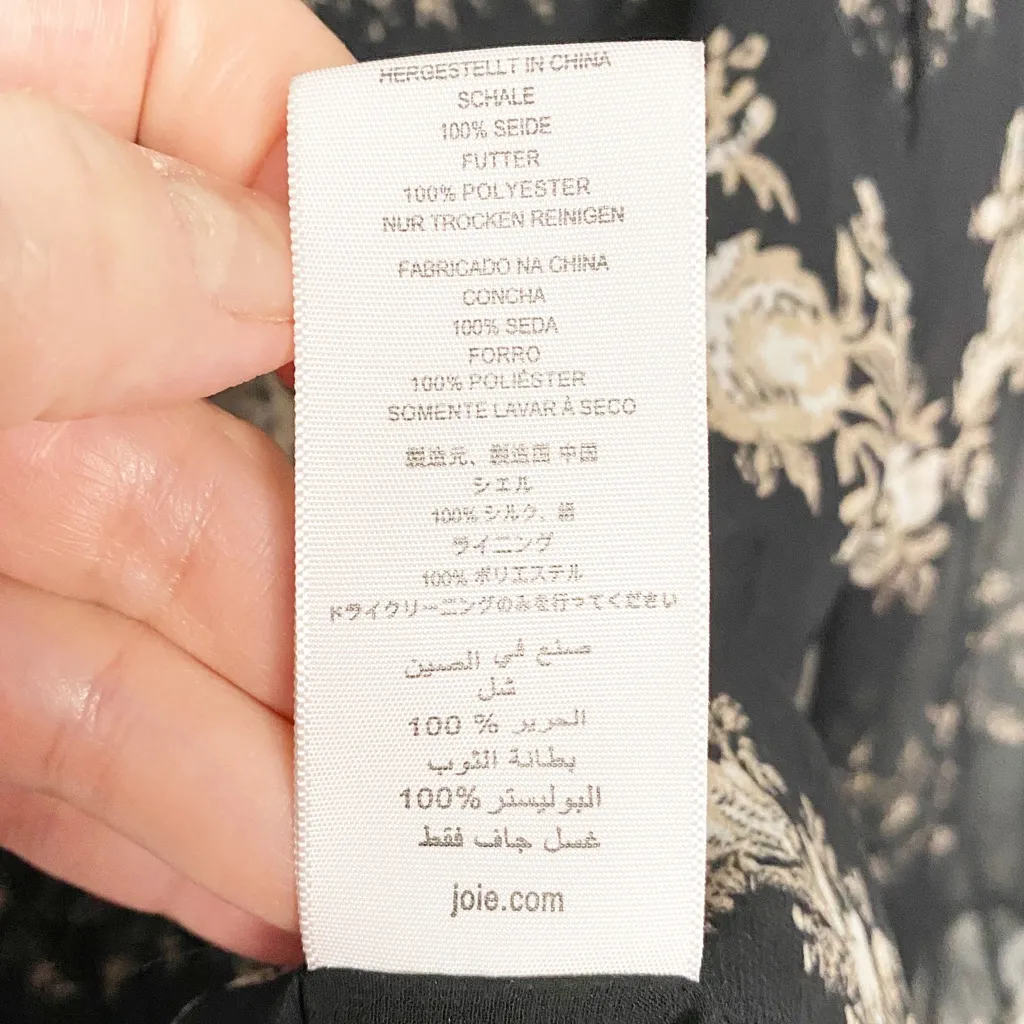 HERGESTELLT IN CHINA
SCHALE
100% SEIDE
FUTTER
100% POLYESTER
NUR TROCKEN REINIGEN
FABRICADO NA CHINA
CONCHA
100% SEDA
FORRO
100% POLIÉSTER
SOMENTE LAVAR À SECO
製造元、製造国 中国
シェル
100% シルク、絹
ライニング
100% ポリエステル
ドライクリーニングのみを行ってください
صنع في الصين
شل
الحرير % 100
بطانة الثوب
البوليستر %100
غسل جاف فقط
joie.com